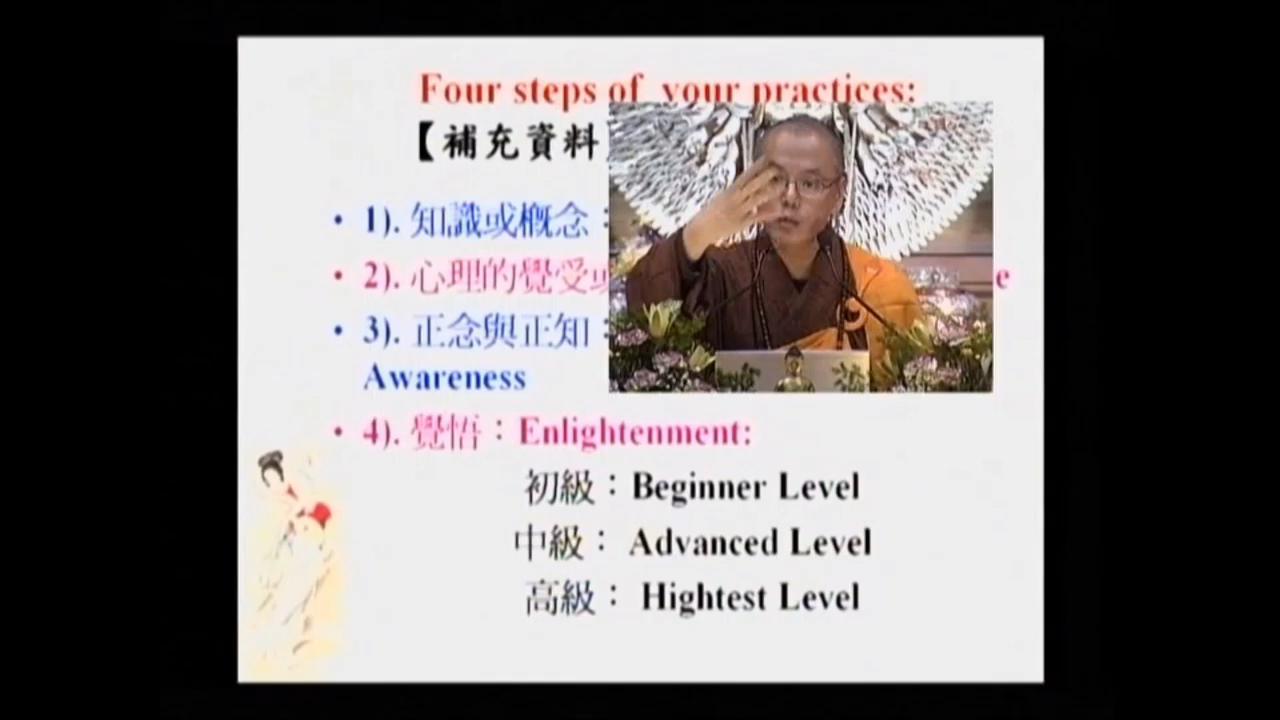 Four steps of your practices:
【補充資料
• 1). 知識或概念：
• 2). 心理的覺受或 e
• 3). 正念與正知：
Awareness
• 4). 覺悟：Enlightenment:
初級：Beginner Level
中級： Advanced Level
高級： Hightest Level